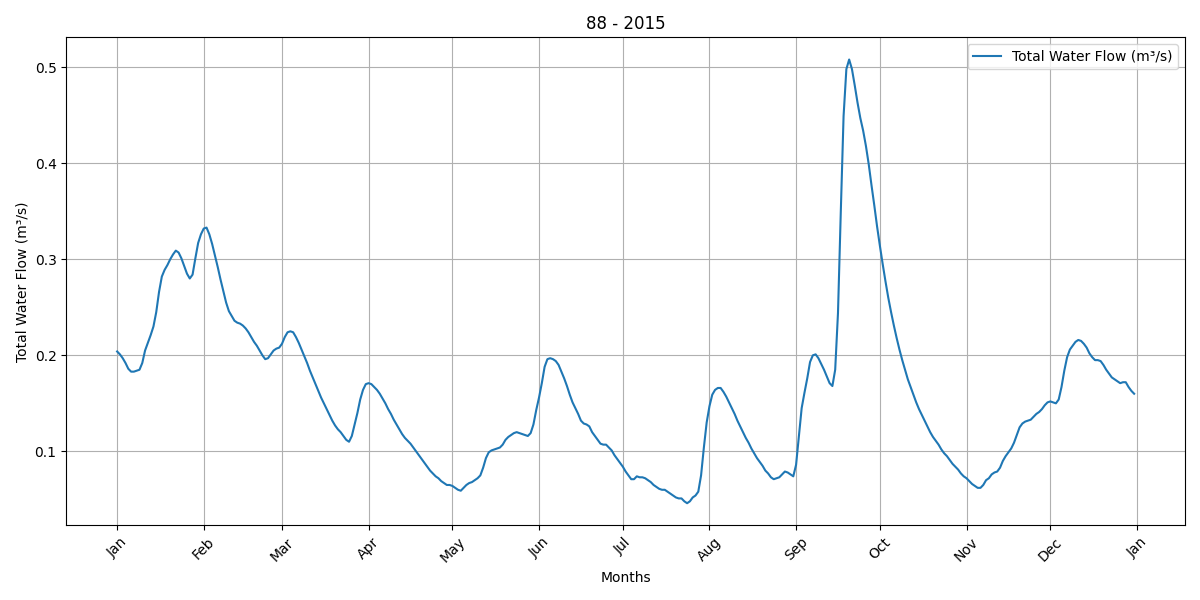 88 - 2015
Total Water Flow (m³/s)
Total Water Flow (m³/s)
0.5
0.4
0.3
0.2
0.1
Jan
Feb
Mar
Apr
May
Jun
Jul
Aug
Sep
Oct
Nov
Dec
Jan
Months